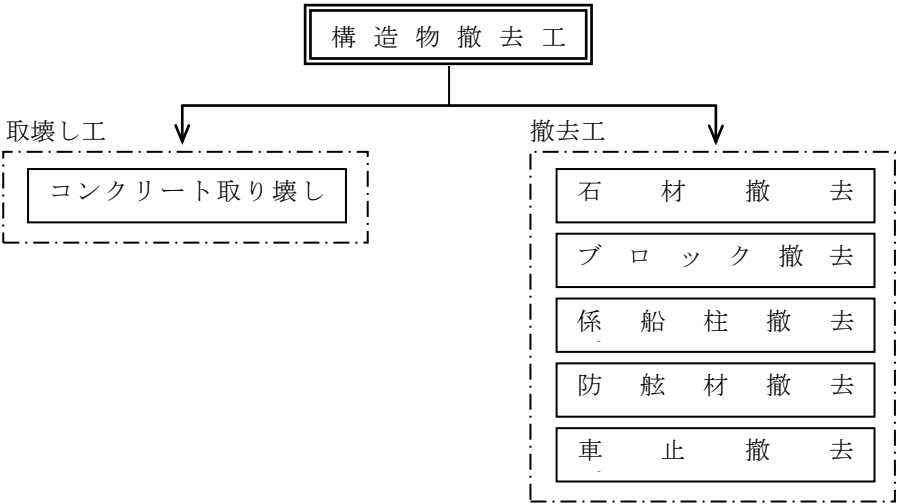 構造物撤去工
取壊し工
コンクリート取り壊し
撤去工
石材撤去
ブロック撤去
係船柱撤去
防舷材撤去
車止撤去